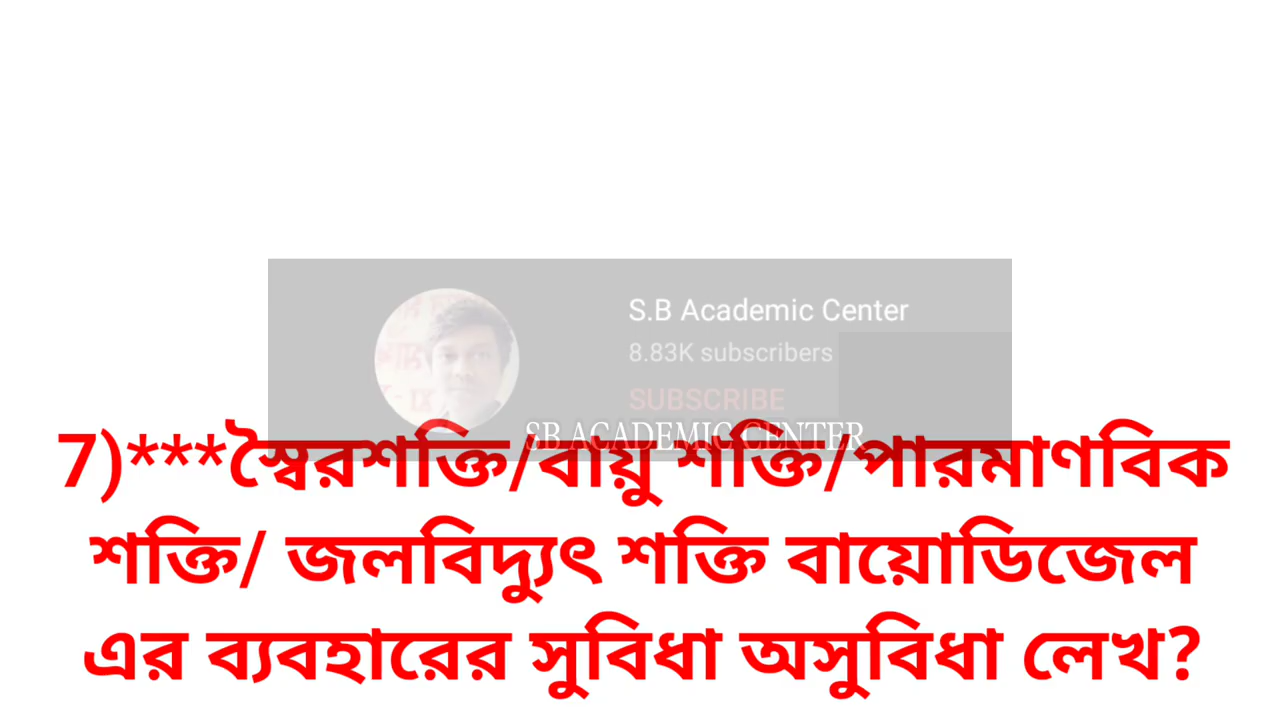 S.B Academic Center
8.83K subscribers
SUBSCRIBE
SB ACADEMIC CENTER
7)***স্বৈরশক্তি/বায়ু শক্তি/পারমাণবিক
শক্তি/ জলবিদ্যুৎ শক্তি বায়োডিজেল
এর ব্যবহারের সুবিধা অসুবিধা লেখ?